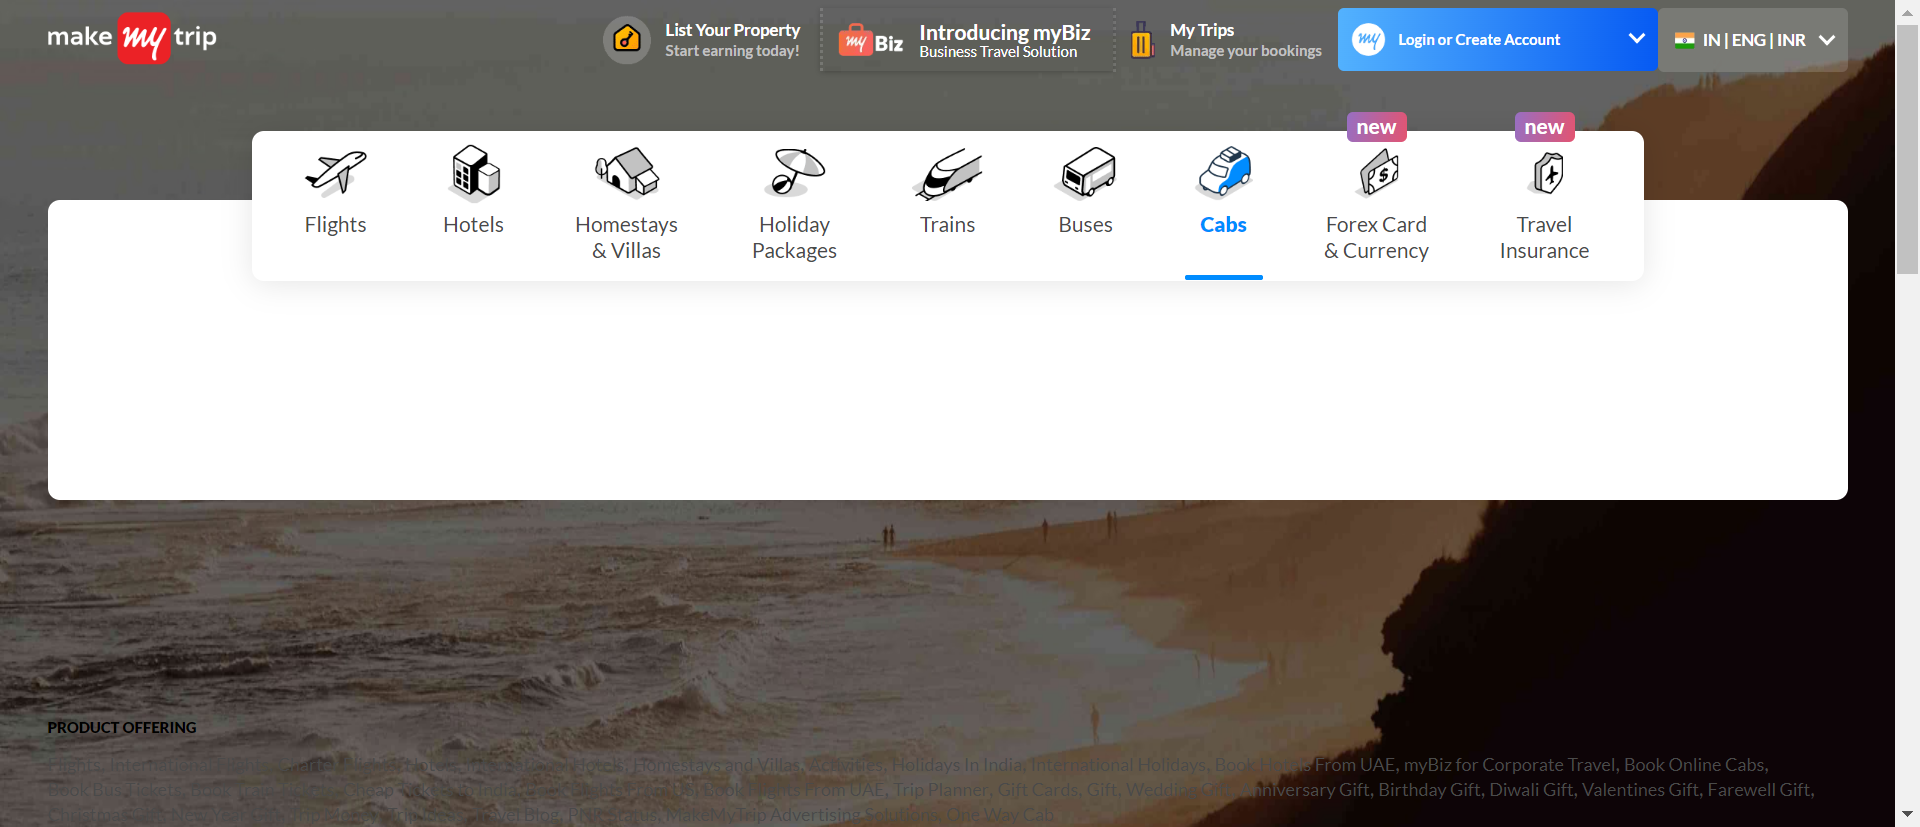 make my trip
List Your Property
Start earning today!
my Biz
Introducing myBiz
Business Travel Solution
My Trips
Manage your bookings
my
Login or Create Account
IN | ENG | INR
new
new
Flights
Hotels
Homestays
& Villas
Holiday
Packages
Trains
Buses
Cabs
Forex Card
& Currency
Travel
Insurance
PRODUCT OFFERING
Flights, International Hotels, Homestays and Villas, Activities, Holidays In India, International Holidays, Book Hotels From UAE, myBiz for Corporate Travel, Book Online Cabs,
Book Bus Tickets, Book Flights From UAE, Trip Planner, Gift Cards, Gift, Wedding Gift, Anniversary Gift, Birthday Gift, Diwali Gift, Valentines Gift, Farewell Gift,
Blog, PNR Status, MakeMyTrip Advertising Solutions, One Way Cab